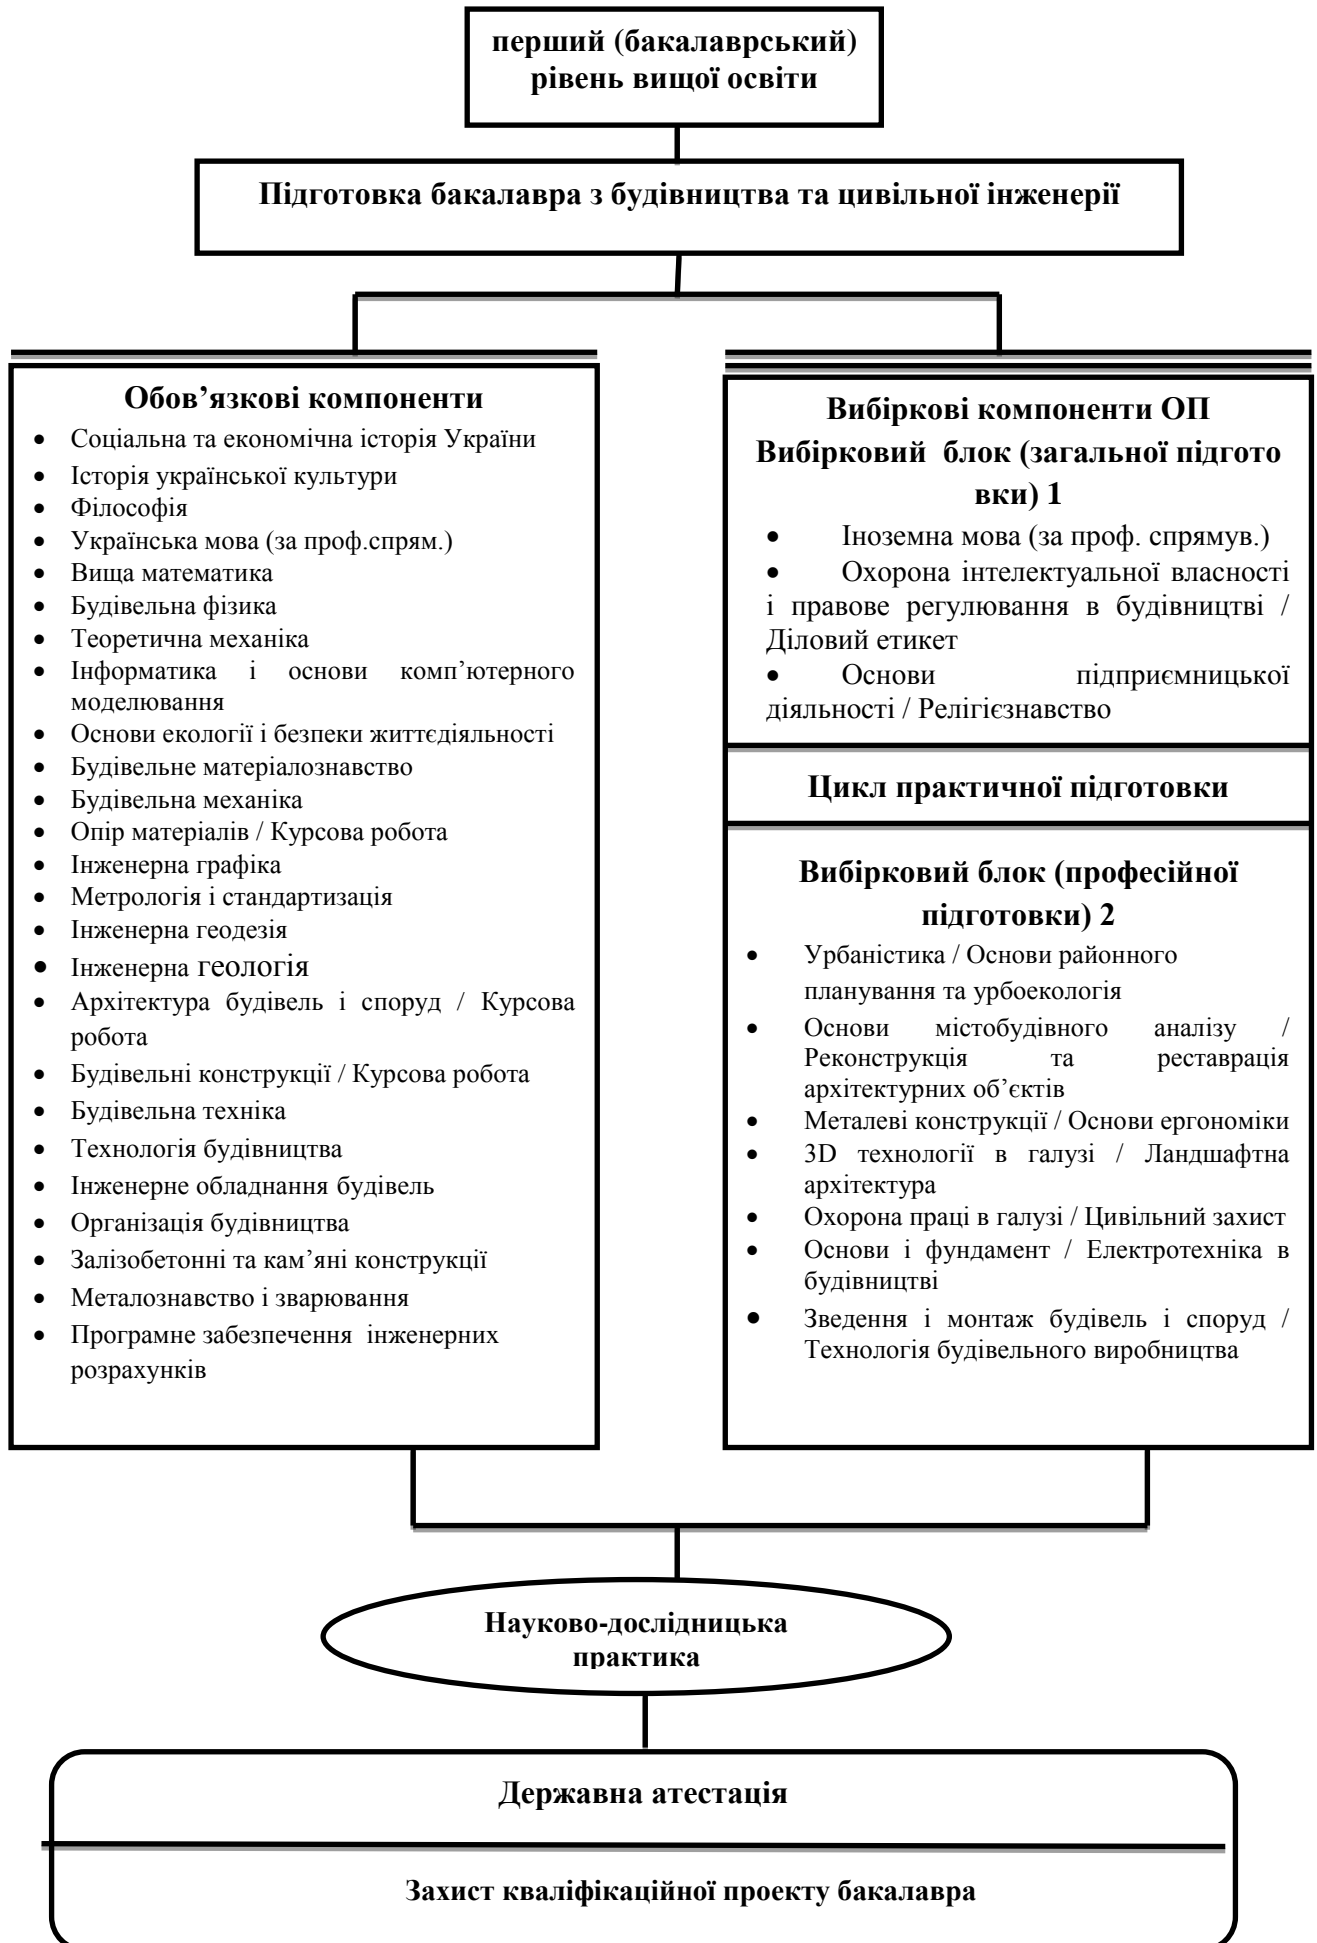 перший (бакалаврський)
рівень вищої освіти
Підготовка бакалавра з будівництва та цивільної інженерії
Обов’язкові компоненти
• Соціальна та економічна історія України
• Історія української культури
• Філософія
• Українська мова (за проф.спрям.)
• Вища математика
• Будівельна фізика
• Теоретична механіка
• Інформатика і основи комп’ютерного
моделювання
• Основи екології і безпеки життєдіяльності
• Будівельне матеріалознавство
• Будівельна механіка
• Опір матеріалів / Курсова робота
• Інженерна графіка
• Метрологія і стандартизація
• Інженерна геодезія
• Інженерна геологія
• Архітектура будівель і споруд / Курсова
робота
• Будівельні конструкції / Курсова робота
• Будівельна техніка
• Технологія будівництва
• Інженерне обладнання будівель
• Організація будівництва
• Залізобетонні та кам’яні конструкції
• Металознавство і зварювання
• Програмне забезпечення інженерних
розрахунків
Вибіркові компоненти ОП
Вибірковий блок (загальної підгото
вки) 1
• Іноземна мова (за проф. спрямув.)
• Охорона інтелектуальної власності
і правове регулювання в будівництві /
Діловий етикет
• Основи підприємницької
діяльності / Релігієзнавство
Цикл практичної підготовки
Вибірковий блок (професійної
підготовки) 2
• Урбаністика / Основи районного
планування та урбоекологія
• Основи містобудівного аналізу /
Реконструкція та реставрація
архітектурних об’єктів
• Металеві конструкції / Основи ергономіки
• 3D технології в галузі / Ландшафтна
архітектура
• Охорона праці в галузі / Цивільний захист
• Основи і фундамент / Електротехніка в
будівництві
• Зведення і монтаж будівель і споруд /
Технологія будівельного виробництва
Науково-дослідницька
практика
Державна атестація
Захист кваліфікаційної проекту бакалавра